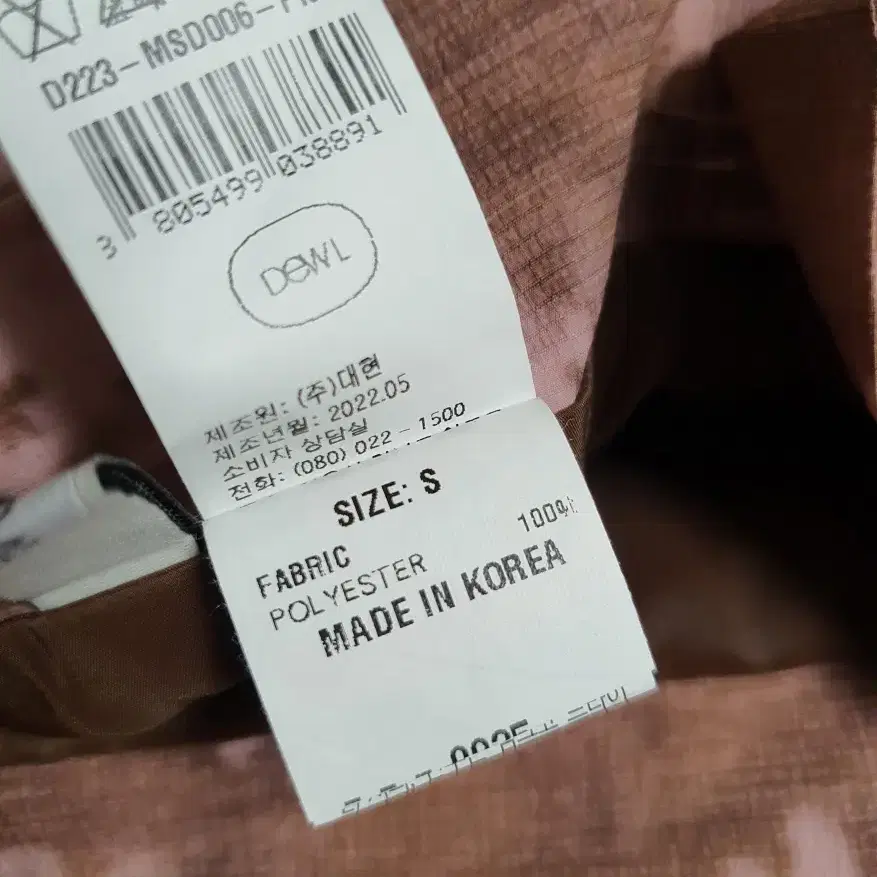 D223-MSD006-
3 805499 038891
DEWL
제조원: (주)대현
제조년월: 2022.05
소비자 상담실
전화: (080) 022-1500
SIZE: S
FABRIC
POLYESTER 100%
MADE IN KOREA